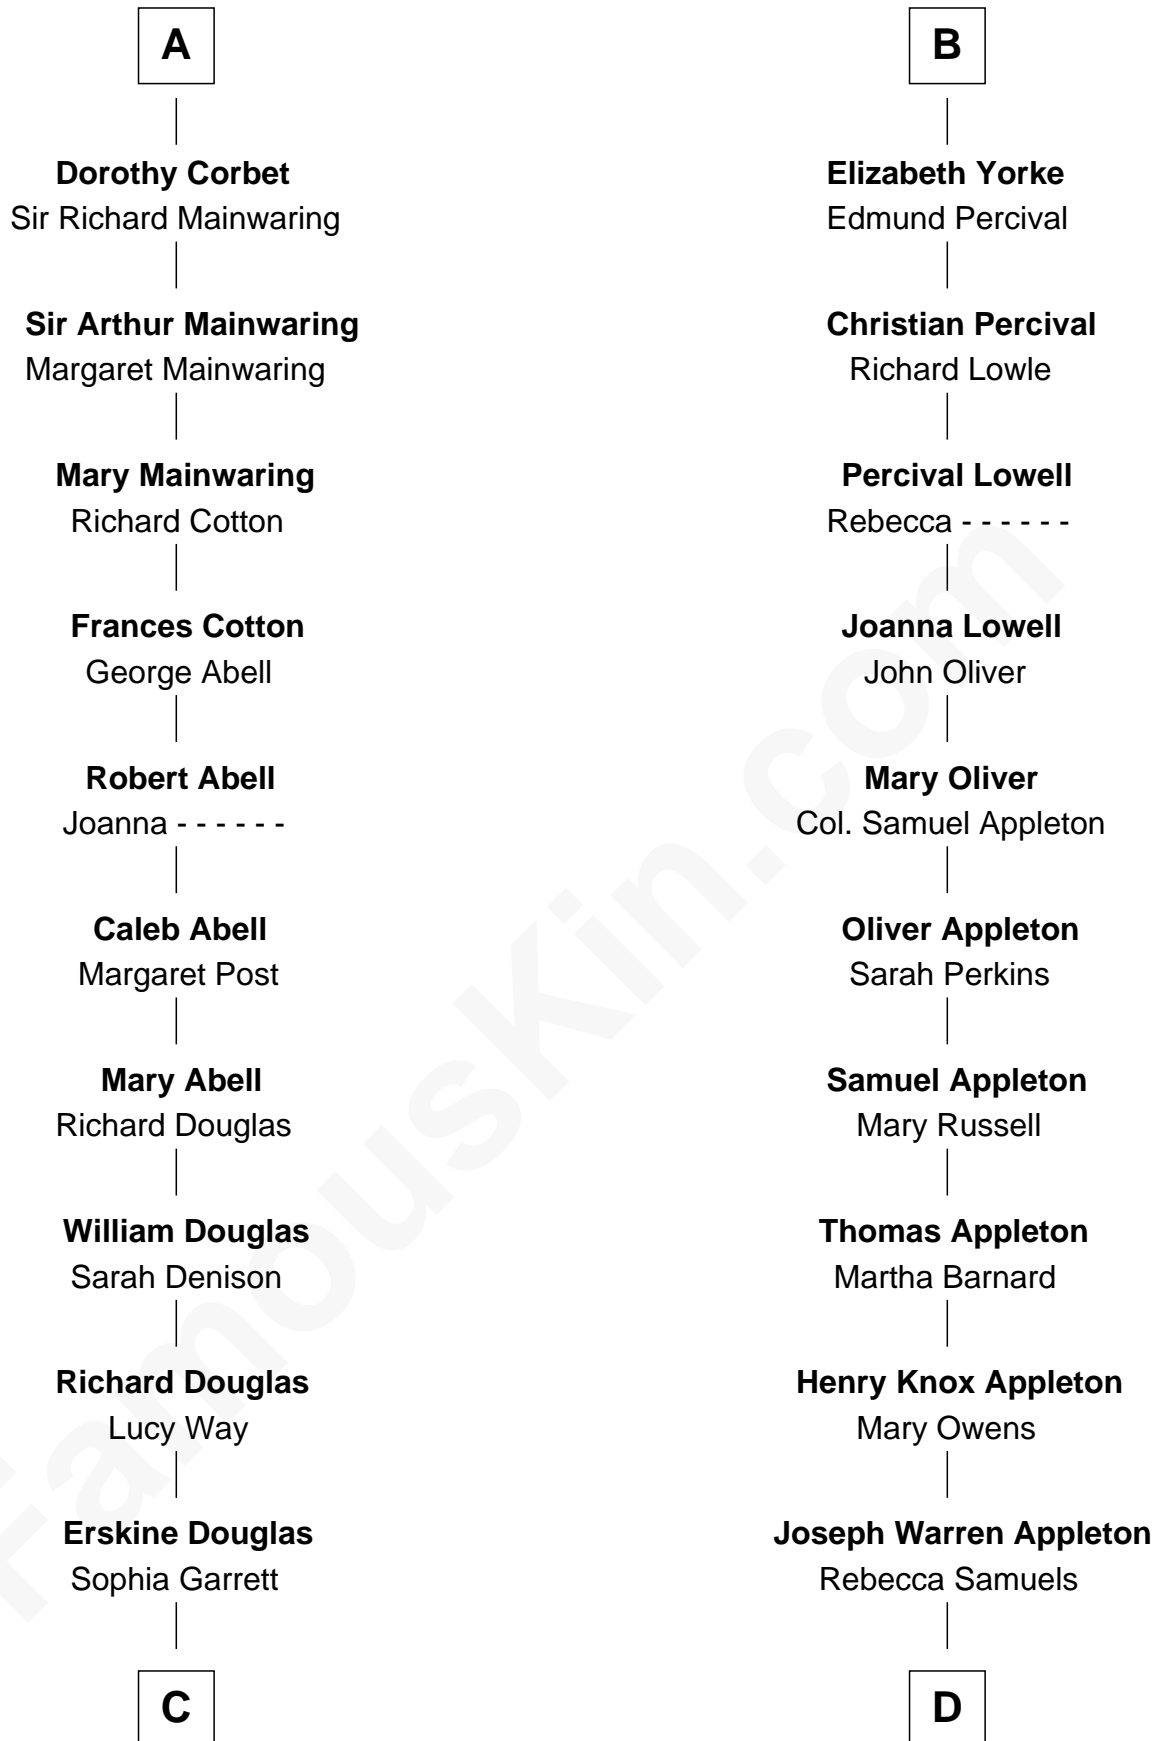 A
Dorothy Corbet
Sir Richard Mainwaring
Sir Arthur Mainwaring
Margaret Mainwaring
Mary Mainwaring
Richard Cotton
Frances Cotton
George Abell
Robert Abell
Joanna - - - - - -
Caleb Abell
Margaret Post
Mary Abell
Richard Douglas
William Douglas
Sarah Denison
Richard Douglas
Lucy Way
Erskine Douglas
Sophia Garrett
C
B
Elizabeth Yorke
Edmund Percival
Christian Percival
Richard Lowle
Percival Lowell
Rebecca - - - - - -
Joanna Lowell
John Oliver
Mary Oliver
Col. Samuel Appleton
Oliver Appleton
Sarah Perkins
Samuel Appleton
Mary Russell
Thomas Appleton
Martha Barnard
Henry Knox Appleton
Mary Owens
Joseph Warren Appleton
Rebecca Samuels
D
FamousKin.com